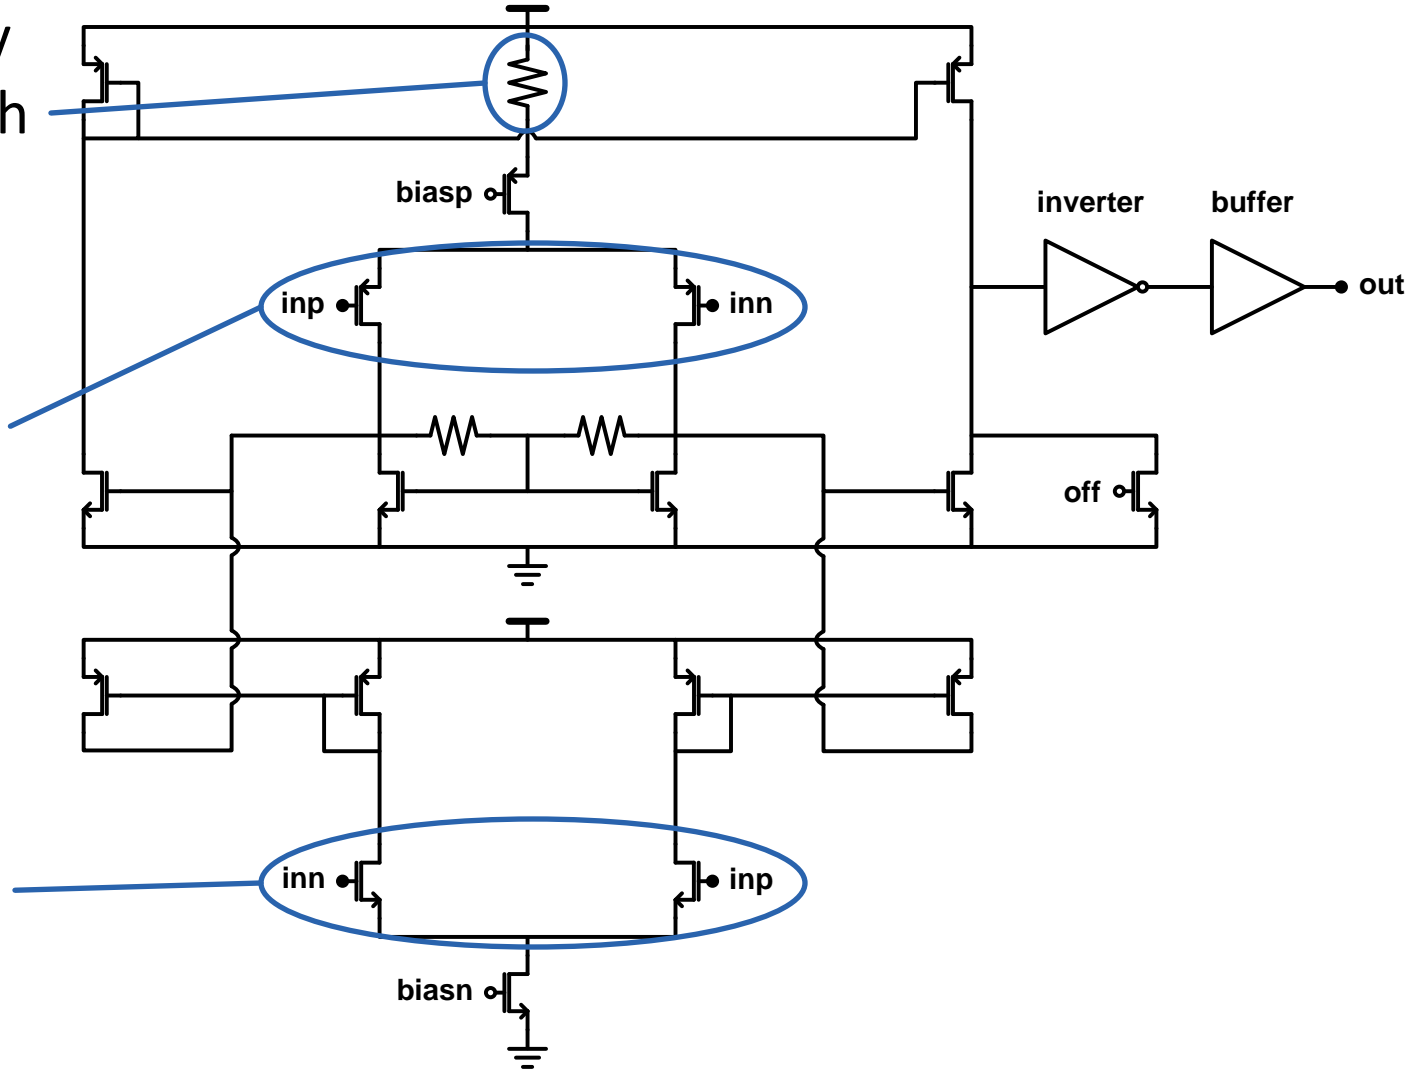 h
biasp
inverter
buffer
inp
inn
out
off
inn
inp
biasn